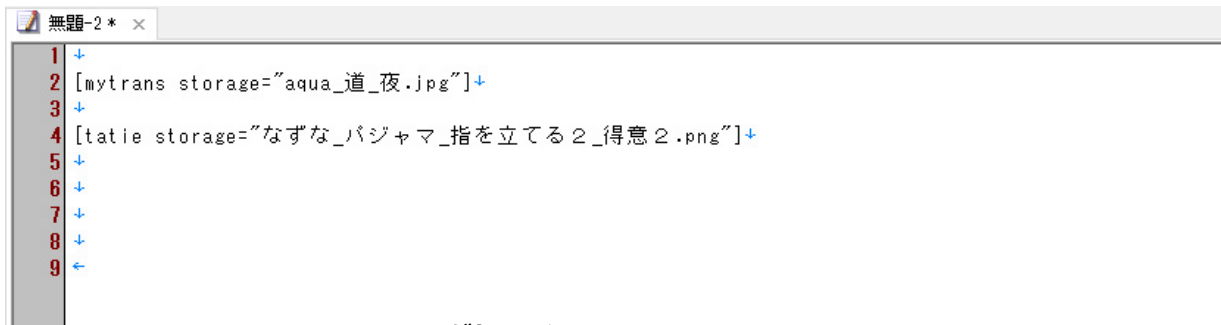 無題-2 * ×
1 ↓
2 [mytrans storage="aqua_道_夜.jpg"]↓
3 ↓
4 [tatie storage="なずな_パジャマ_指を立てる２_得意２.png"]↓
5 ↓
6 ↓
7 ↓
8 ↓
9 ←